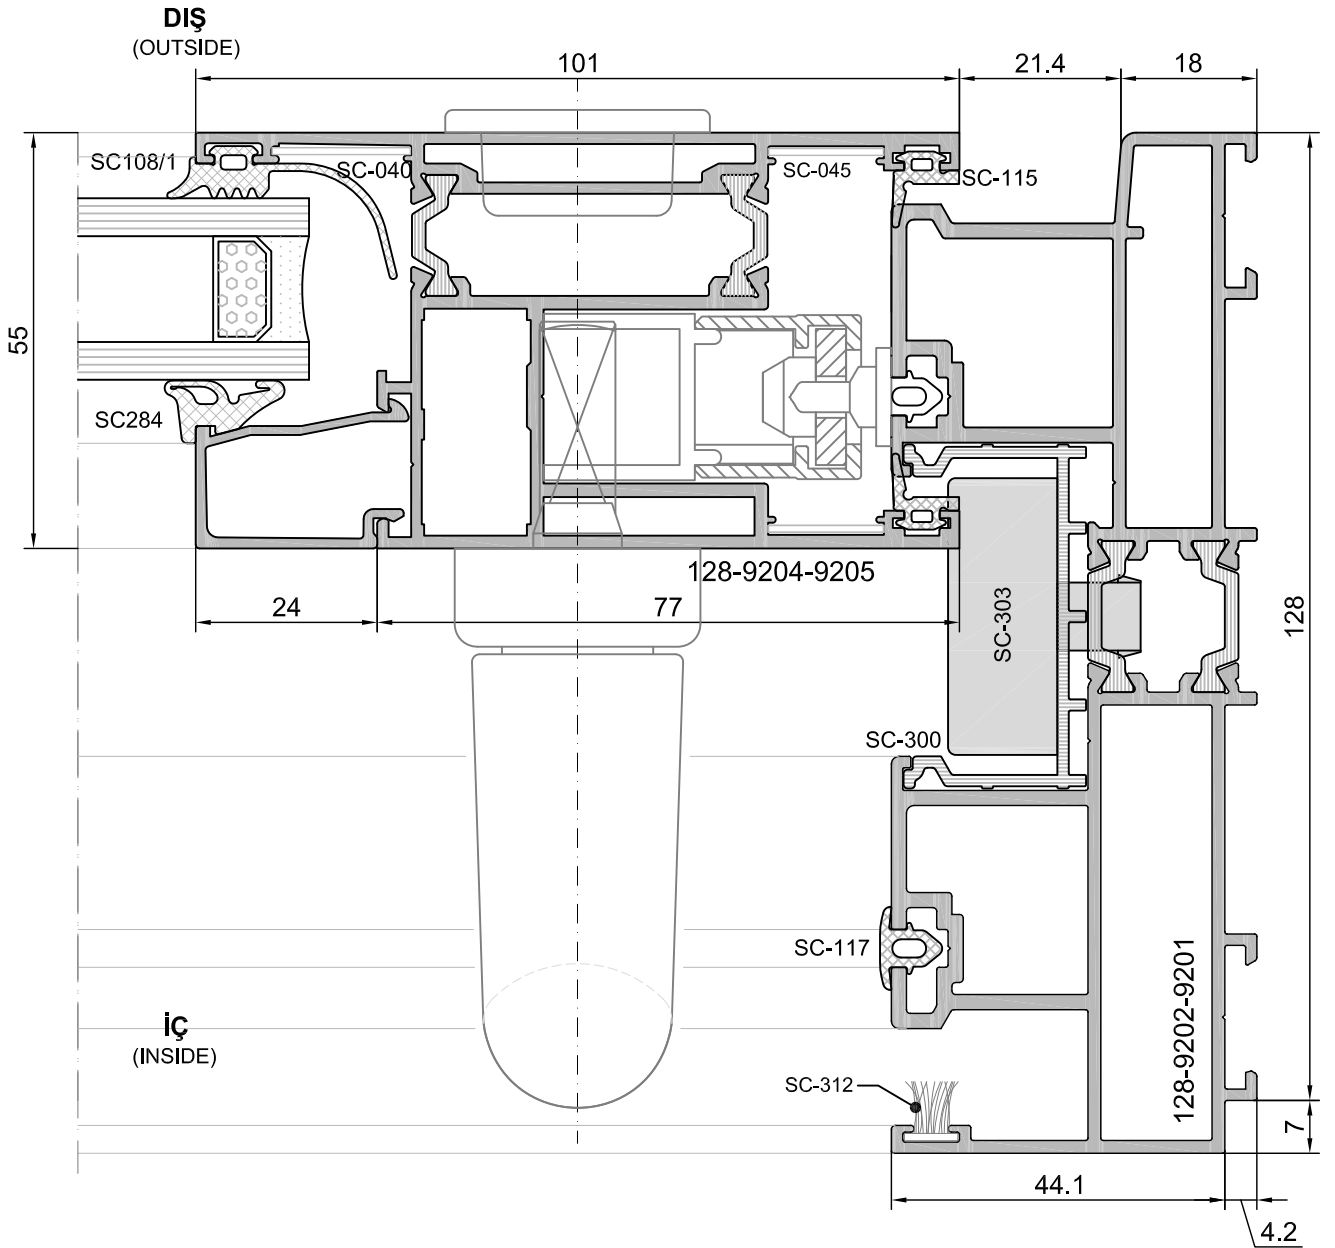 DIŞ
(OUTSIDE)
101
21.4
18
SC108/1
SC-040
SC-045
SC-115
55
SC284
128-9204-9205
24
77
SC-303
128
SC-300
SC-117
128-9202-9201
İÇ
(INSIDE)
SC-312
7
44.1
4.2